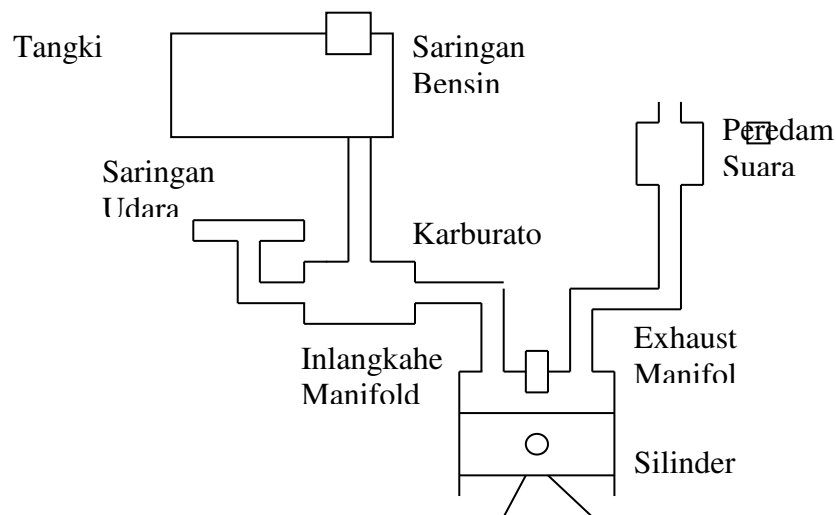 Tangki
Saringan
Bensin
Peredam
Suara
Saringan
Udara
Karburato
Inlangkahe
Manifold
Exhaust
Manifol
Silinder